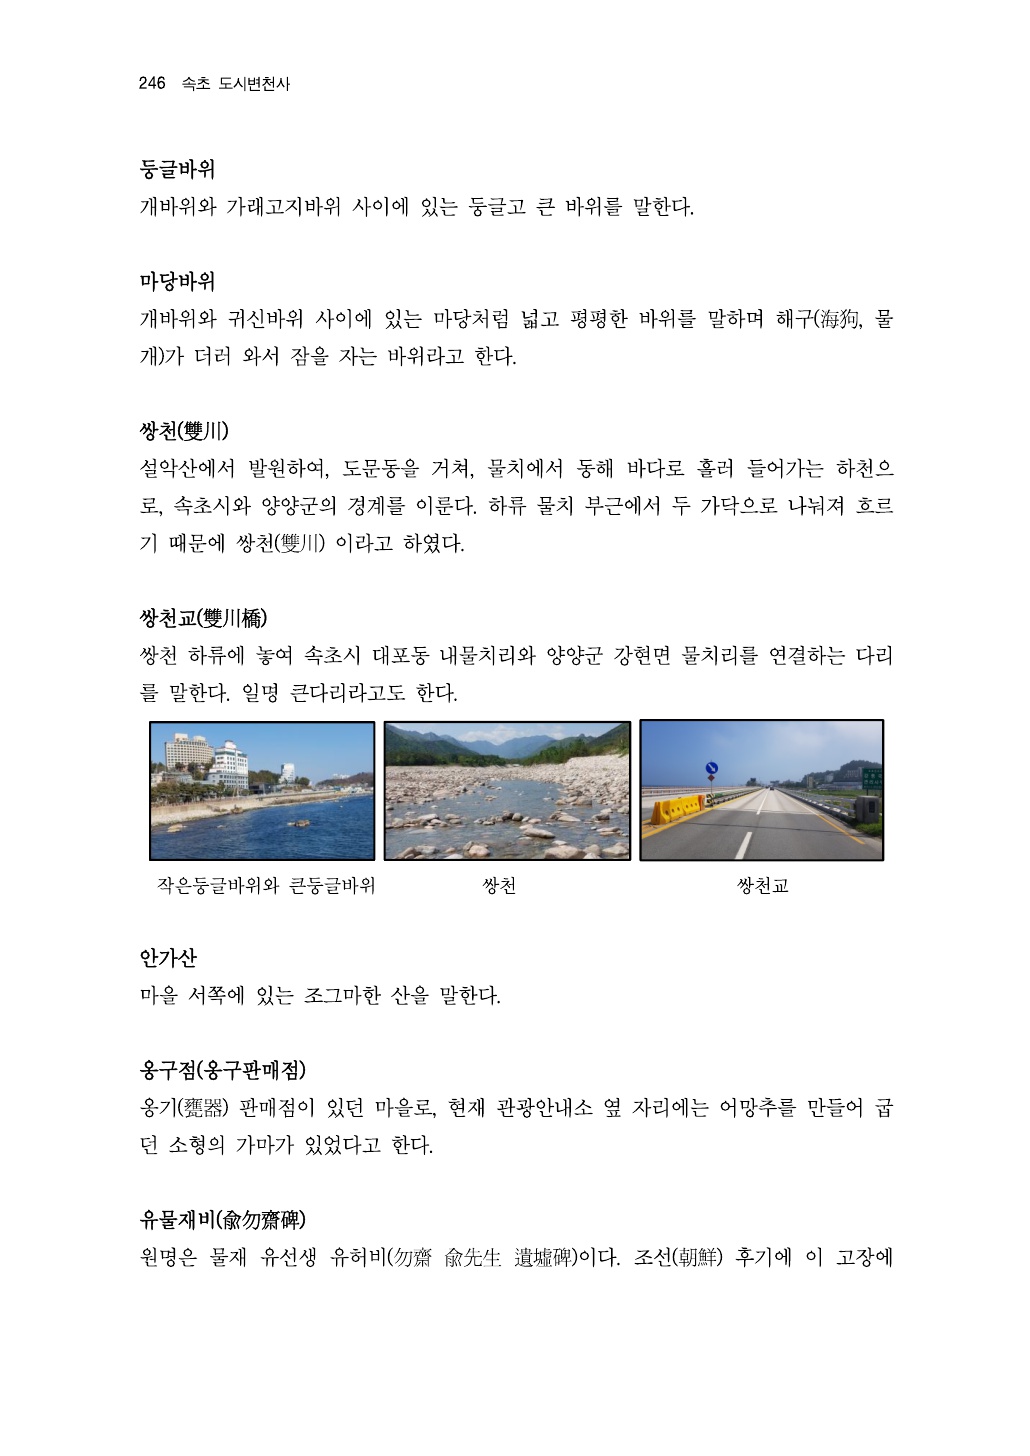 246 속초 도시변천사
둥글바위
개바위와 가래고지바위 사이에 있는 둥글고 큰 바위를 말한다.
마당바위
개바위와 귀신바위 사이에 있는 마당처럼 넓고 평평한 바위를 말하며 해구(海狗, 물
개)가 더러 와서 잠을 자는 바위라고 한다.
쌍천(雙川)
설악산에서 발원하여, 도문동을 거쳐, 물치에서 동해 바다로 흘러 들어가는 하천으
로, 속초시와 양양군의 경계를 이룬다. 하류 물치 부근에서 두 가닥으로 나눠져 흐르
기 때문에 쌍천(雙川) 이라고 하였다.
쌍천교(雙川橋)
쌍천 하류에 놓여 속초시 대포동 내물치리와 양양군 강현면 물치리를 연결하는 다리
를 말한다. 일명 큰다리라고도 한다.
작은둥글바위와 큰둥글바위
쌍천
쌍천교
안가산
마을 서쪽에 있는 조그마한 산을 말한다.
옹구점(옹구판매점)
옹기(甕器) 판매점이 있던 마을로, 현재 관광안내소 옆 자리에는 어망추를 만들어 굽
던 소형의 가마가 있었다고 한다.
유물재비(兪勿齋碑)
원명은 물재 유선생 유허비(勿齋 兪先生 遺墟碑)이다. 조선(朝鮮) 후기에 이 고장에